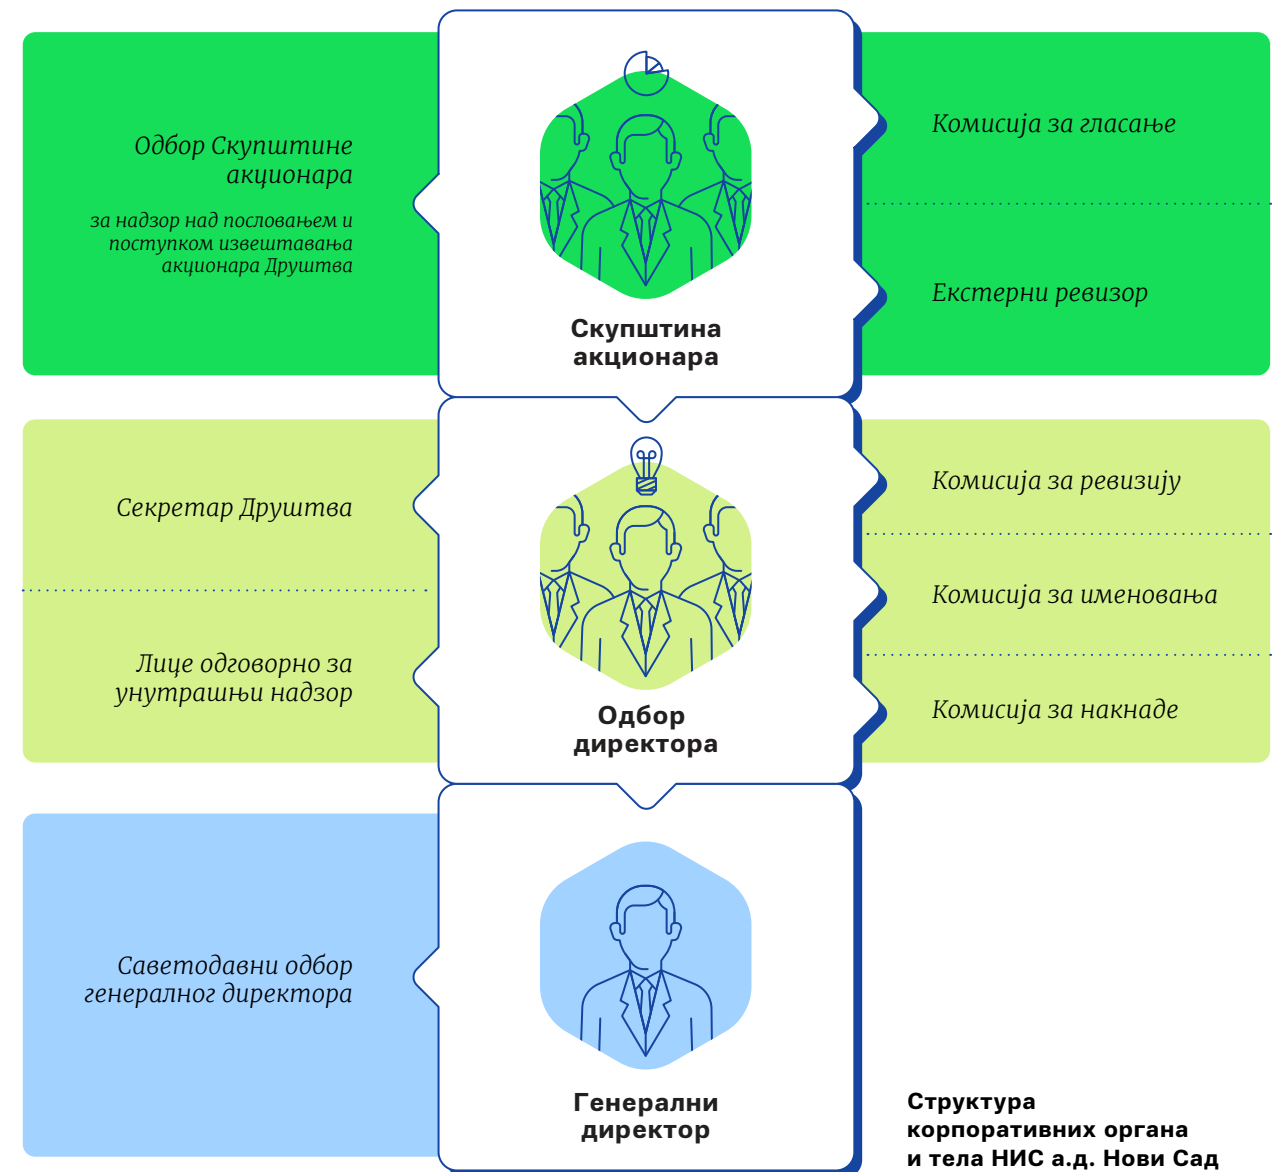 Одбор Скупштине
акционара
за надзор над пословањем и
поступком извештавања
акционара Друштва
Скупштина
акционара
Комисија за гласање
Екстерни ревизор
Секретар Друштва
Лице одговорно за
унутрашњи надзор
Одбор
директора
Комисија за ревизију
Комисија за именовања
Комисија за накнаде
Саветодавни одбор
генералног директора
Генерални
директор
Структура
корпоративних органа
и тела НИС а.д. Нови Сад